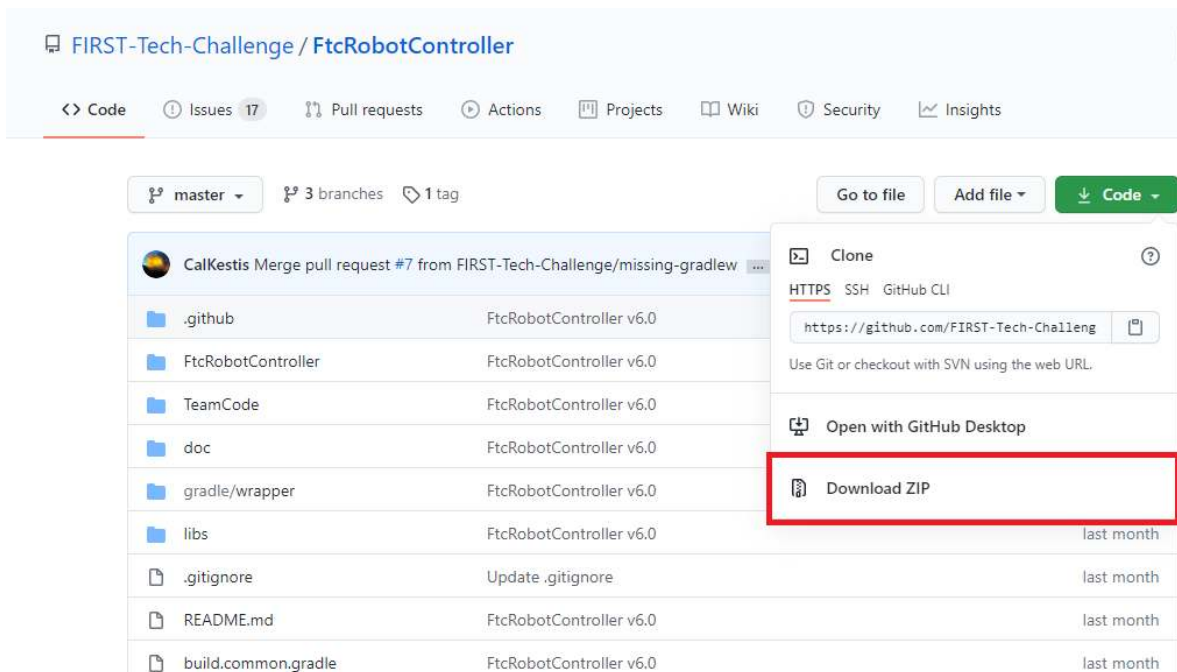 FIRST-Tech-Challenge / FtcRobotController
<> Code Issues 17 Pull requests Actions Projects Wiki Security Insights
master 3 branches 1 tag Go to file Add file Code
CalKestis Merge pull request #7 from FIRST-Tech-Challenge/missing-gradlew ...
Clone
HTTPS SSH GitHub CLI
https://github.com/FIRST-Tech-Challeng
Use Git or checkout with SVN using the web URL.
Open with GitHub Desktop
Download ZIP
.github FtcRobotController v6.0
FtcRobotController FtcRobotController v6.0
TeamCode FtcRobotController v6.0
doc FtcRobotController v6.0
gradle/wrapper FtcRobotController v6.0
libs FtcRobotController v6.0 last month
.gitignore Update .gitignore last month
README.md FtcRobotController v6.0 last month
build.common.gradle FtcRobotController v6.0 last month